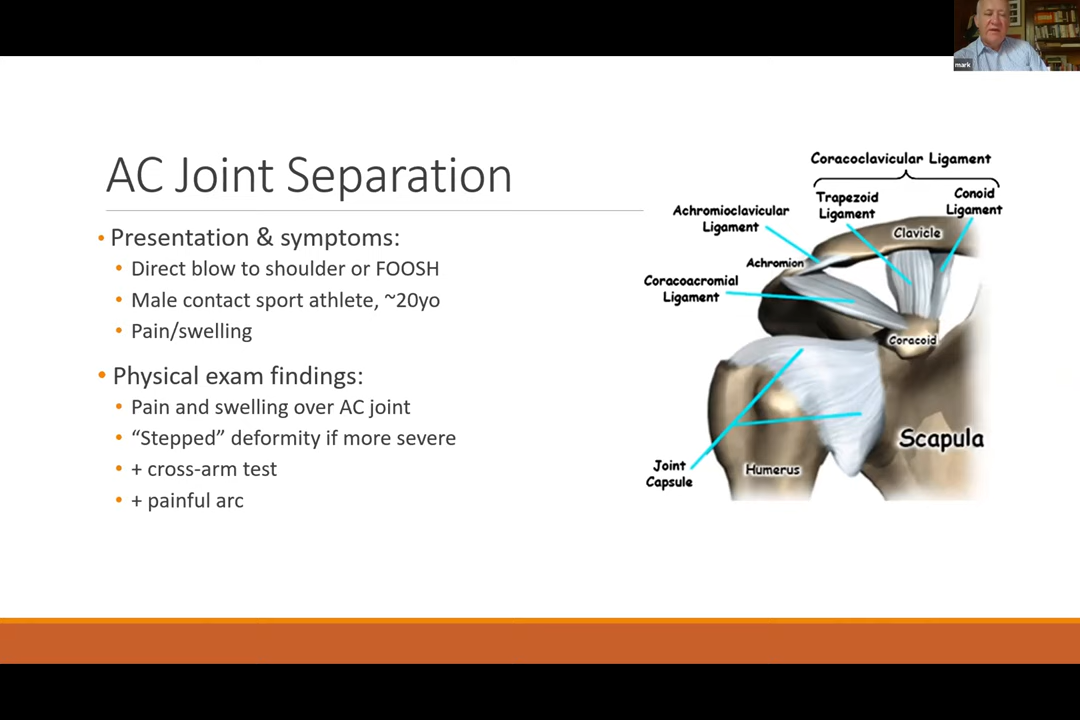 mark
AC Joint Separation
• Presentation & symptoms:
• Direct blow to shoulder or FOOSH
• Male contact sport athlete, ~20yo
• Pain/swelling
• Physical exam findings:
• Pain and swelling over AC joint
• “Stepped” deformity if more severe
• + cross-arm test
• + painful arc
Coracoclavicular Ligament
Trapezoid
Ligament
Conoid
Ligament
Achromioclavicular
Ligament
Clavicle
Achromion
Coracoacromial
Ligament
Coracoid
Scapula
Joint
Capsule
Humerus